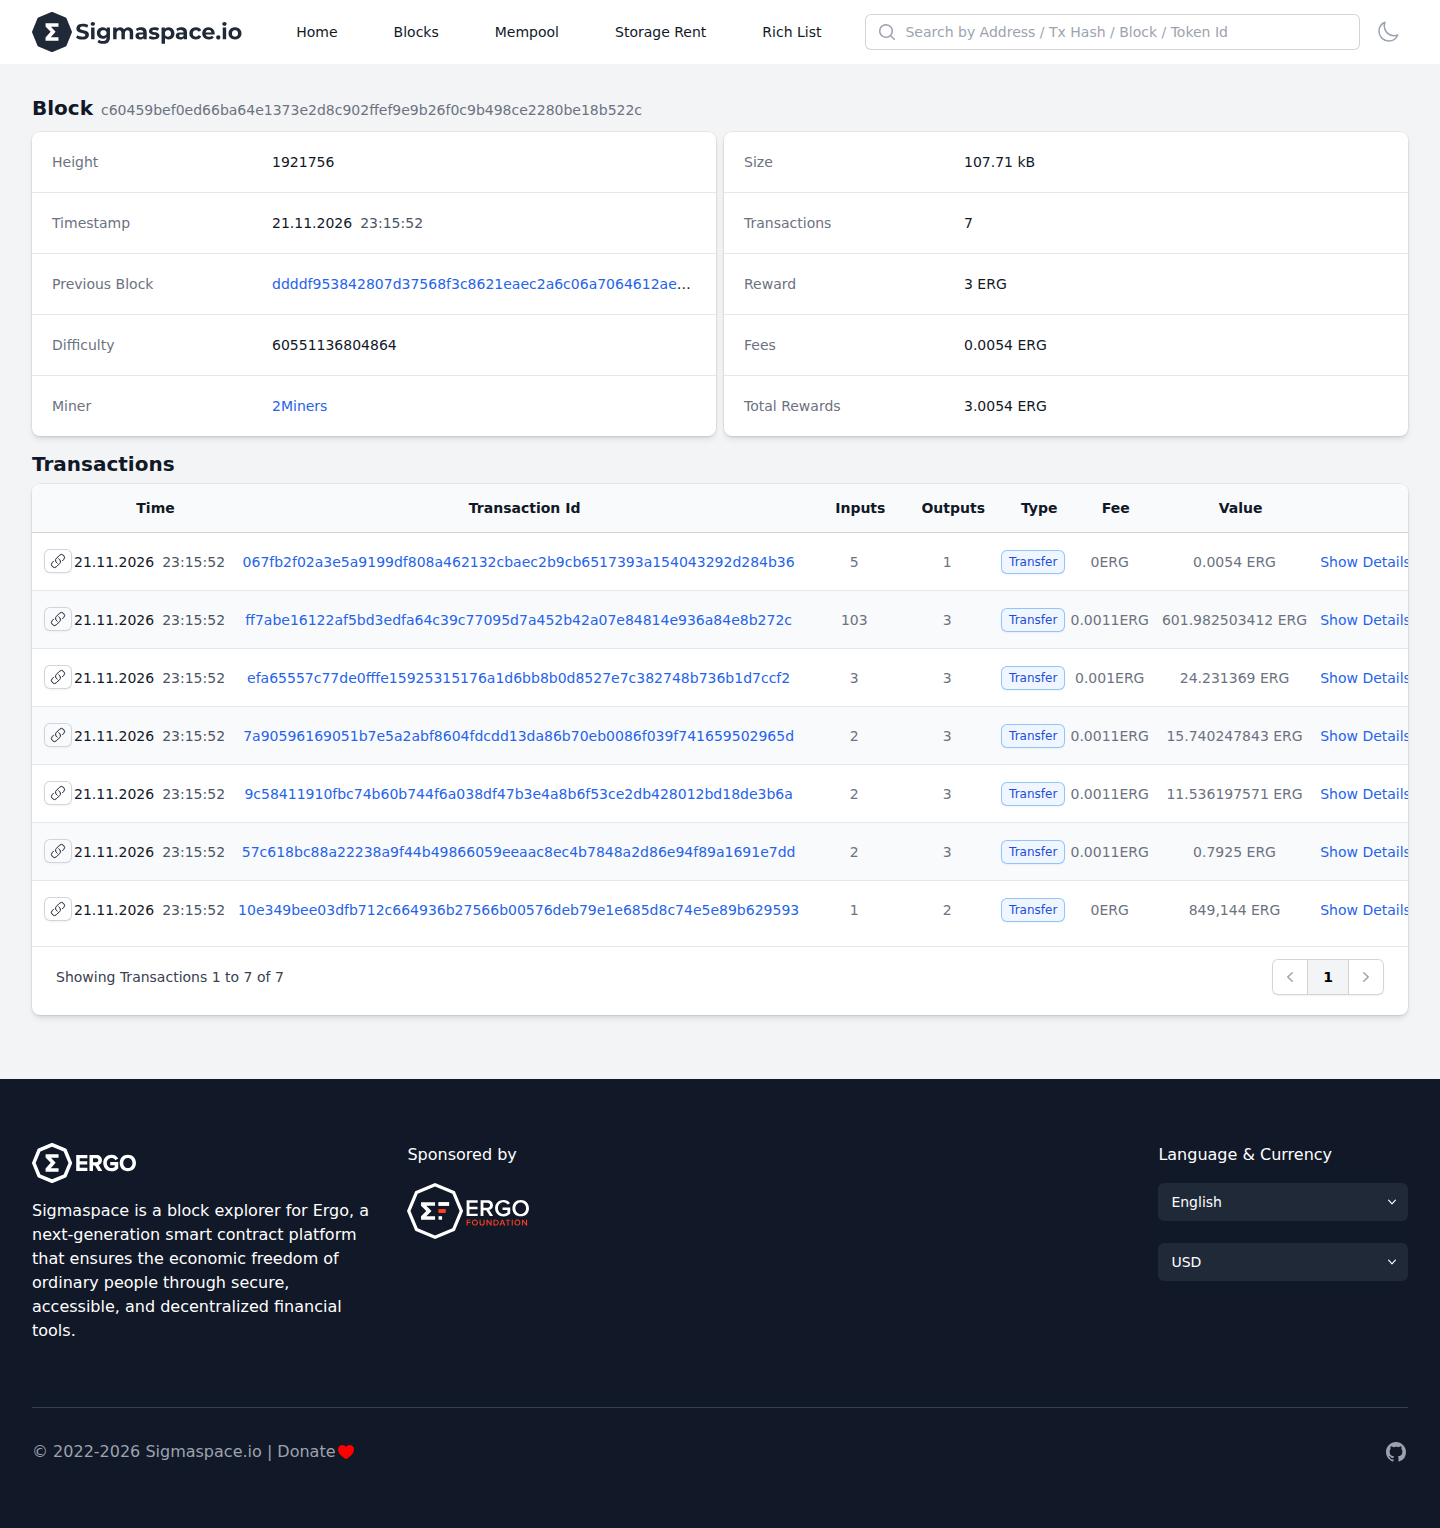 Sigmaspace.io
Home Blocks Mempool Storage Rent Rich List Search by Address / Tx Hash / Block / Token Id
Block c60459bef0ed66ba64e1373e2d8c902ffef9e9b26f0c9b498ce2280be18b522c
Height 1921756
Timestamp 21.11.2026 23:15:52
Previous Block ddddf953842807d37568f3c8621eaec2a6c06a7064612ae...
Difficulty 60551136804864
Miner 2Miners
Size 107.71 kB
Transactions 7
Reward 3 ERG
Fees 0.0054 ERG
Total Rewards 3.0054 ERG
Transactions
Time Transaction Id Inputs Outputs Type Fee Value
21.11.2026 23:15:52 067fb2f02a3e5a9199df808a462132cbaec2b9cb6517393a154043292d284b36 5 1 Transfer 0ERG 0.0054 ERG Show Details
21.11.2026 23:15:52 ff7abe16122af5bd3edfa64c39c77095d7a452b42a07e84814e936a84e8b272c 103 3 Transfer 0.0011ERG 601.982503412 ERG Show Details
21.11.2026 23:15:52 efa65557c77de0fffe15925315176a1d6bb8b0d8527e7c382748b736b1d7ccf2 3 3 Transfer 0.001ERG 24.231369 ERG Show Details
21.11.2026 23:15:52 7a90596169051b7e5a2abf8604fdcdd13da86b70eb0086f039f741659502965d 2 3 Transfer 0.0011ERG 15.740247843 ERG Show Details
21.11.2026 23:15:52 9c58411910fbc74b60b744f6a038df47b3e4a8b6f53ce2db428012bd18de3b6a 2 3 Transfer 0.0011ERG 11.536197571 ERG Show Details
21.11.2026 23:15:52 57c618bc88a22238a9f44b49866059eeaac8ec4b7848a2d86e94f89a1691e7dd 2 3 Transfer 0.0011ERG 0.7925 ERG Show Details
21.11.2026 23:15:52 10e349bee03dfb712c664936b27566b00576deb79e1e685d8c74e5e89b629593 1 2 Transfer 0ERG 849,144 ERG Show Details
Showing Transactions 1 to 7 of 7
1
ERGO
Sigmaspace is a block explorer for Ergo, a
next-generation smart contract platform
that ensures the economic freedom of
ordinary people through secure,
accessible, and decentralized financial
tools.
Sponsored by
ERGO
FOUNDATION
Language & Currency
English
USD
© 2022-2026 Sigmaspace.io | Donate